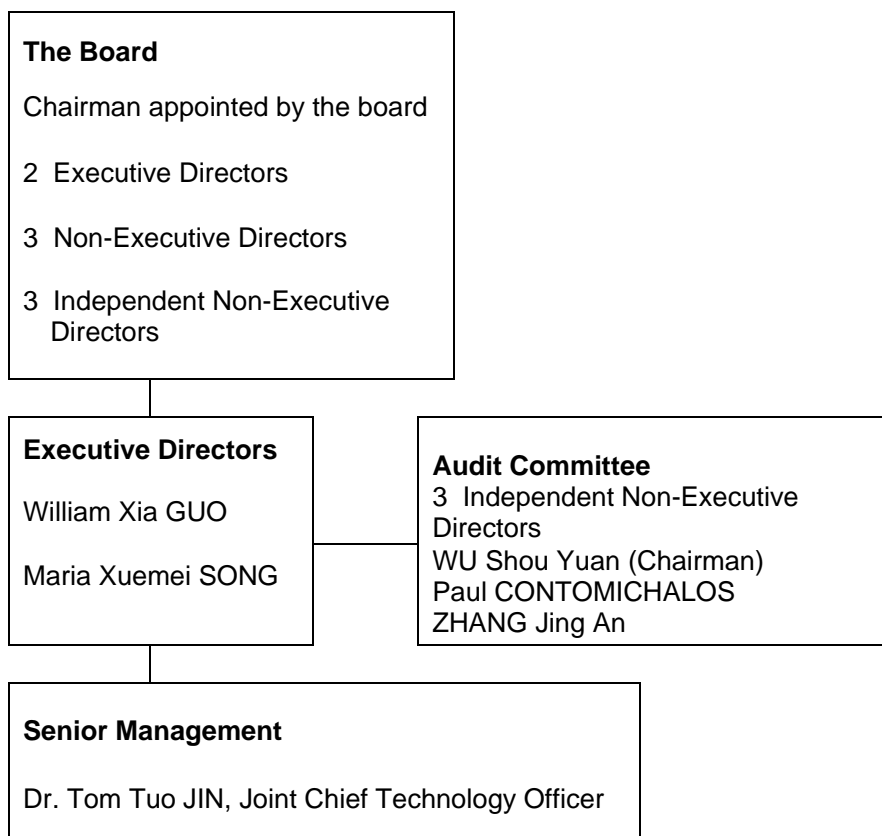 The Board
Chairman appointed by the board
2 Executive Directors
3 Non-Executive Directors
3 Independent Non-Executive
Directors
Executive Directors
William Xia GUO
Maria Xuemei SONG
Audit Committee
3 Independent Non-Executive
Directors
WU Shou Yuan (Chairman)
Paul CONTOMICHALOS
ZHANG Jing An
Senior Management
Dr. Tom Tuo JIN, Joint Chief Technology Officer